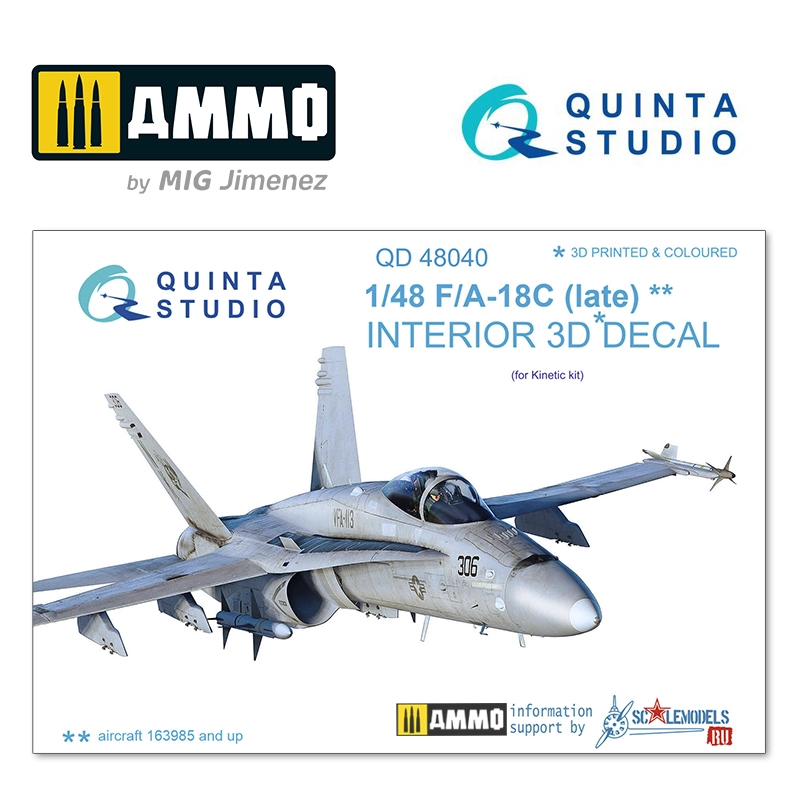 AMMO
by MIG Jimenez
QUINTA
STUDIO
QUINTA
STUDIO
QD 48040
* 3D PRINTED & COLOURED
1/48 F/A-18C (late) **
INTERIOR 3D* DECAL
(for Kinetic kit)
VFA-113
306
** aircraft 163985 and up
AMMO
information
support by
SCALEMODELS
RU